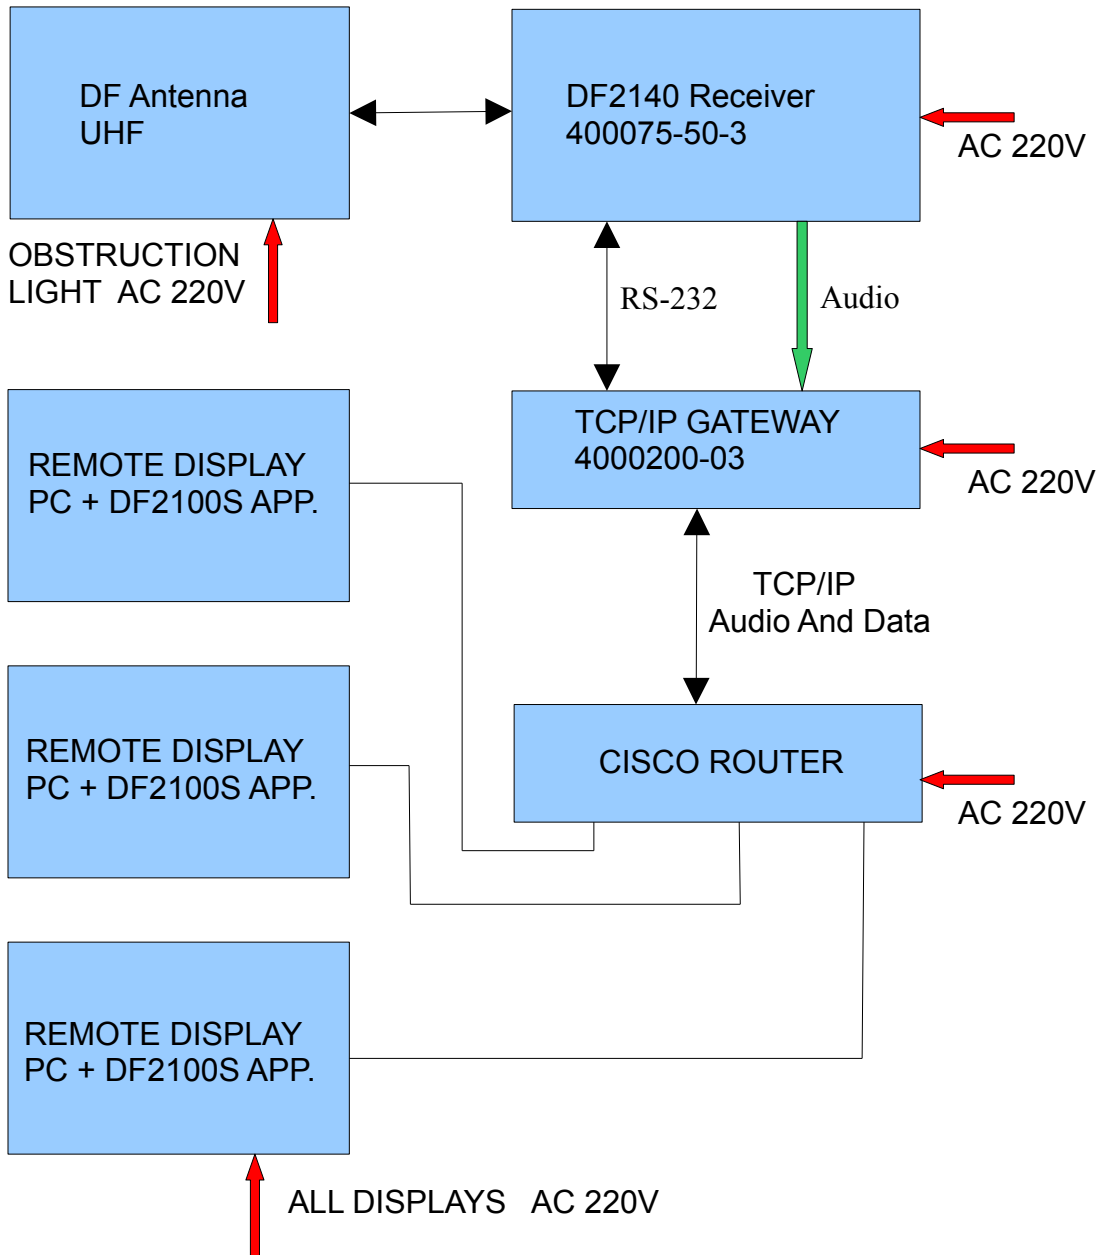 DF Antenna
UHF
DF2140 Receiver
400075-50-3
AC 220V
OBSTRUCTION
LIGHT AC 220V
RS-232
Audio
TCP/IP GATEWAY
4000200-03
AC 220V
REMOTE DISPLAY
PC + DF2100S APP.
TCP/IP
Audio And Data
REMOTE DISPLAY
PC + DF2100S APP.
CISCO ROUTER
AC 220V
REMOTE DISPLAY
PC + DF2100S APP.
ALL DISPLAYS AC 220V